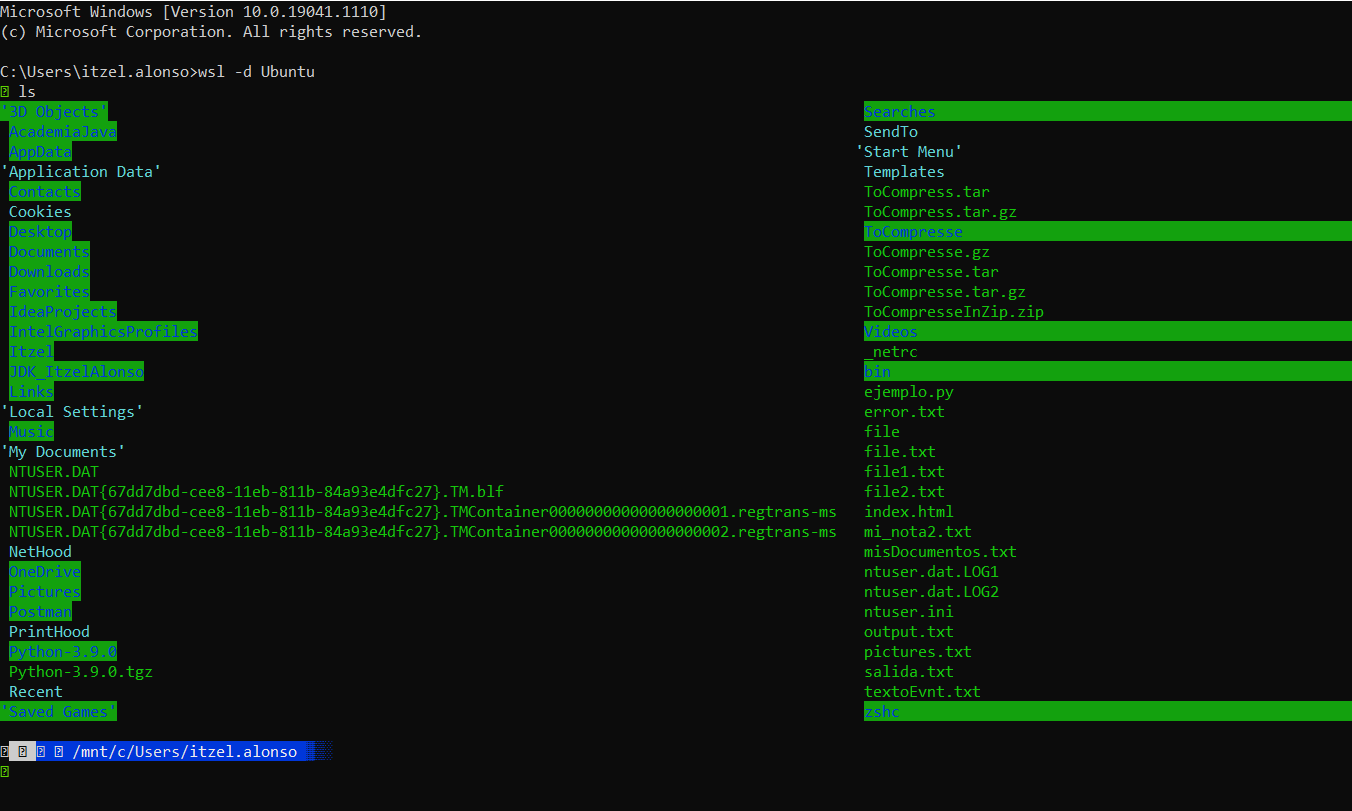 Microsoft Windows [Version 10.0.19041.1110]
(c) Microsoft Corporation. All rights reserved.
C:\Users\itzel.alonso>wsl -d Ubuntu
ls
'3D Objects' Searches
AcademiaJava SendTo
AppData 'Start Menu'
'Application Data' Templates
Contacts ToCompress.tar
Cookies ToCompress.tar.gz
Desktop ToCompresse
Documents ToCompresse.gz
Downloads ToCompresse.tar
Favorites ToCompresse.tar.gz
IdeaProjects ToCompresseInZip.zip
IntelGraphicsProfiles Videos
Itzel _netrc
JDK_ItzelAlonso bin
Links ejemplo.py
'Local Settings' error.txt
Music file
'My Documents' file.txt
NTUSER.DAT file1.txt
NTUSER.DAT{67dd7dbd-cee8-11eb-811b-84a93e4dfc27}.TM.blf file2.txt
NTUSER.DAT{67dd7dbd-cee8-11eb-811b-84a93e4dfc27}.TMContainer00000000000000000001.regtrans-ms index.html
NTUSER.DAT{67dd7dbd-cee8-11eb-811b-84a93e4dfc27}.TMContainer00000000000000000002.regtrans-ms mi_nota2.txt
NetHood misDocumentos.txt
OneDrive ntuser.dat.LOG1
Pictures ntuser.dat.LOG2
Postman ntuser.ini
PrintHood output.txt
Python-3.9.0 pictures.txt
Python-3.9.0.tgz salida.txt
Recent textoEvnt.txt
'Saved Games' zshc
/mnt/c/Users/itzel.alonso